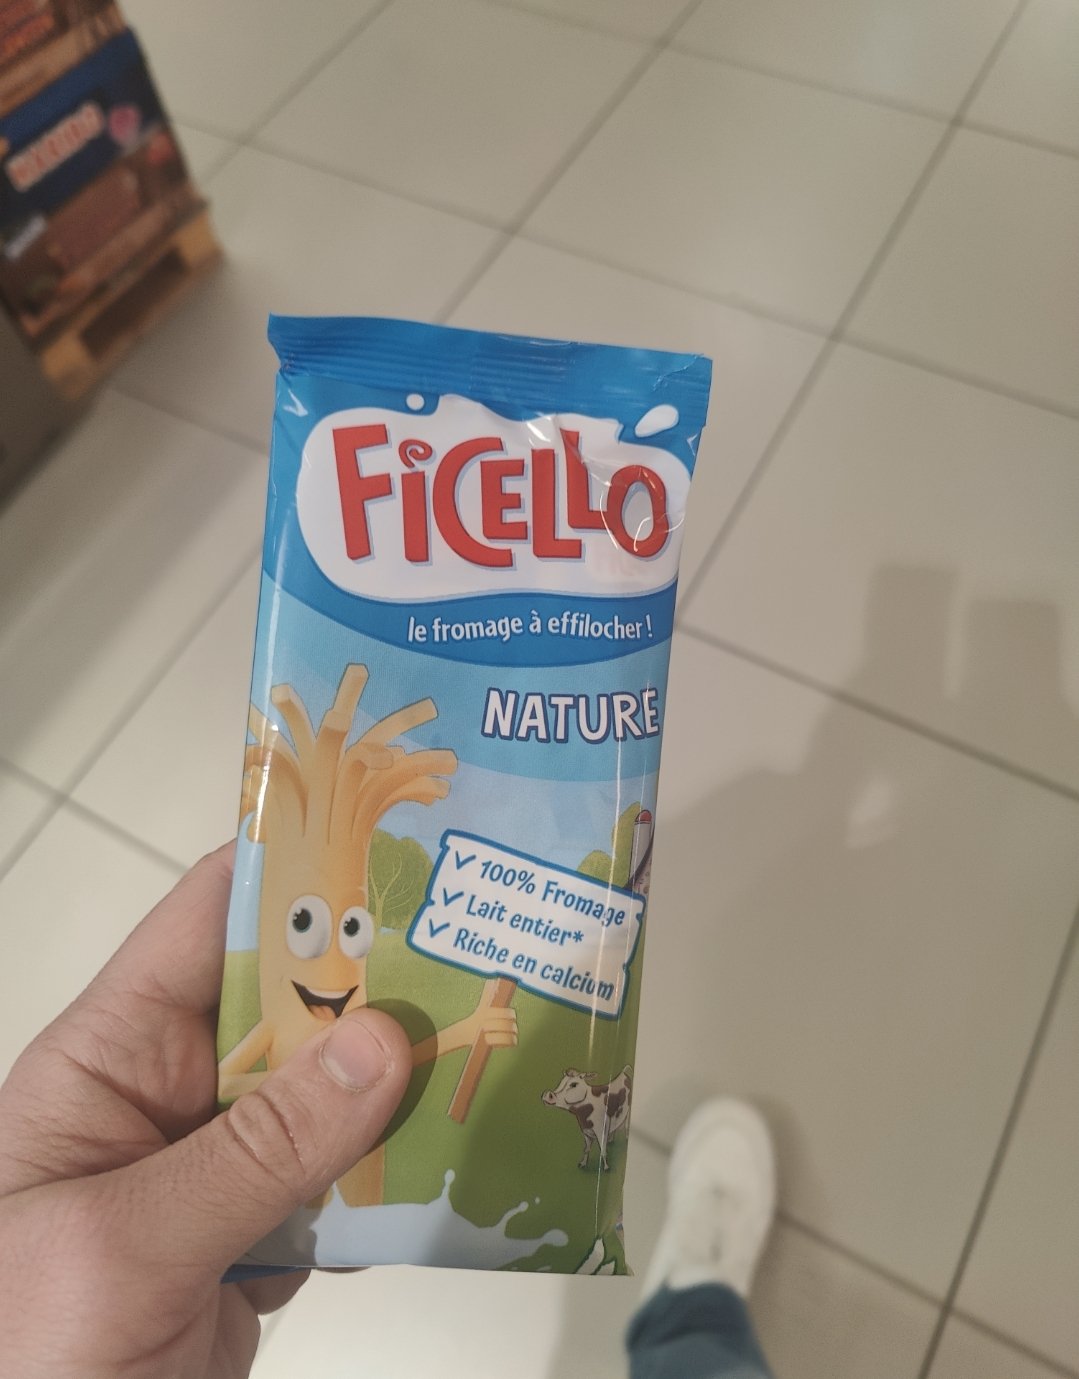 FiCELLO
le fromage à effilocher !
NATURE
✓ 100% Fromage
✓ Lait entier*
✓ Riche en calcium